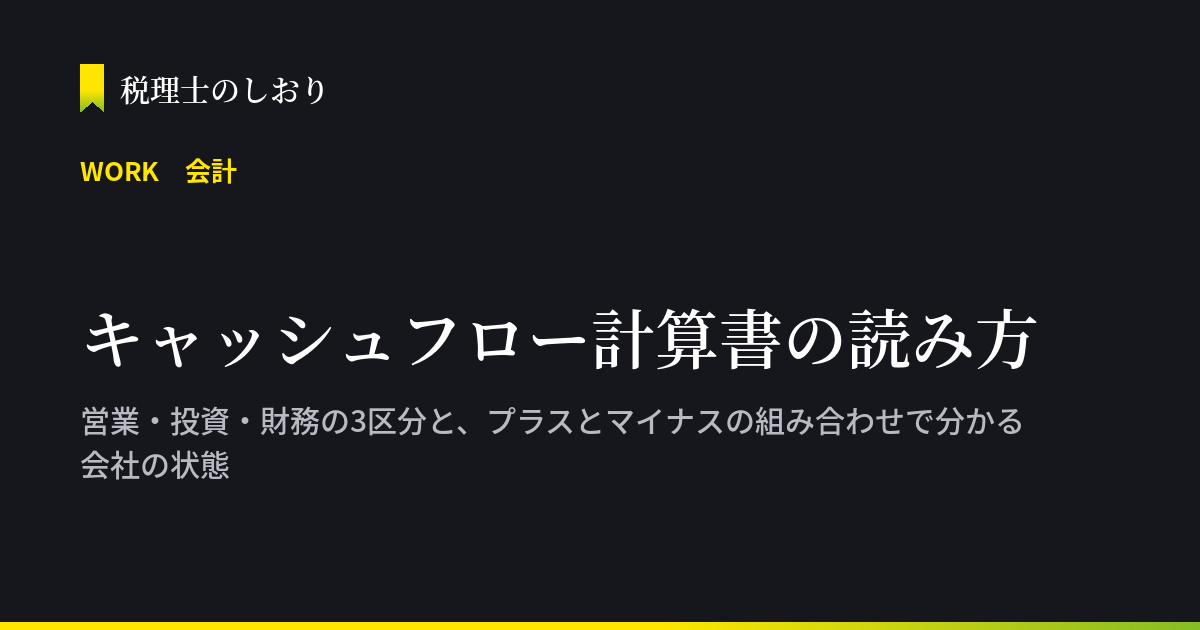 税理士のしおり
WORK　会計
キャッシュフロー計算書の読み方
営業・投資・財務の3区分と、プラスとマイナスの組み合わせで分かる
会社の状態